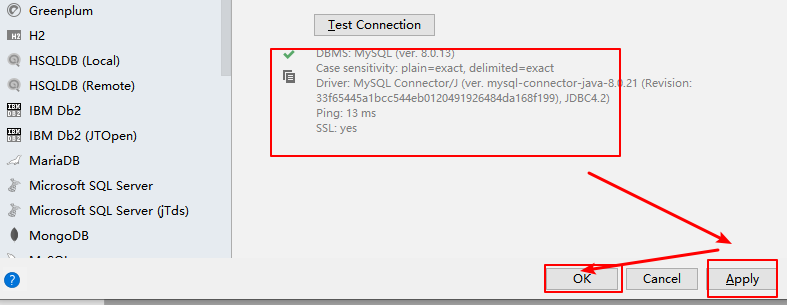 Greenplum
H2
HSQLDB (Local)
HSQLDB (Remote)
IBM Db2
IBM Db2 (JTOpen)
MariaDB
Microsoft SQL Server
Microsoft SQL Server (jTds)
MongoDB
MySQL
Test Connection
DBMS: MySQL (ver. 8.0.13)
Case sensitivity: plain=exact, delimited=exact
Driver: MySQL Connector/J (ver. mysql-connector-java-8.0.21 (Revision:
33f65445a1bcc544eb0120491926484da168f199), JDBC4.2)
Ping: 13 ms
SSL: yes
?
OK
Cancel
Apply